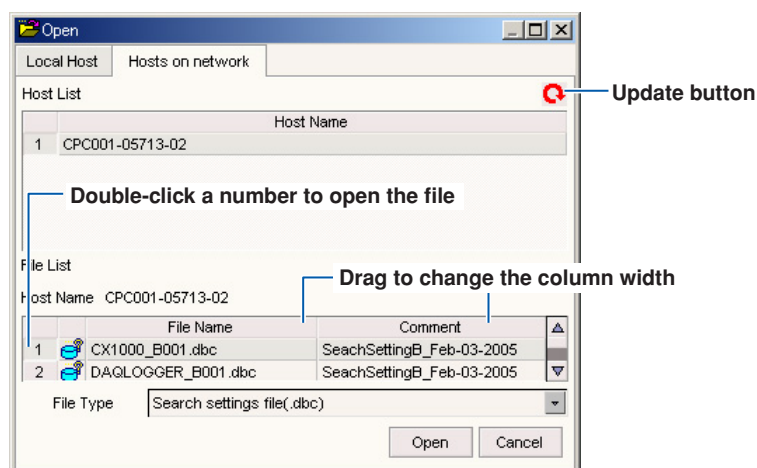 Open
Local Host Hosts on network
Host List
Update button
Host Name
1 CPC001-05713-02
Double-click a number to open the file
File List
Drag to change the column width
Host Name CPC001-05713-02
File Name Comment
1 CX1000_B001.dbc SeachSettingB_Feb-03-2005
2 DAQLOGGER_B001.dbc SeachSettingB_Feb-03-2005
File Type Search settings file(.dbc)
Open Cancel